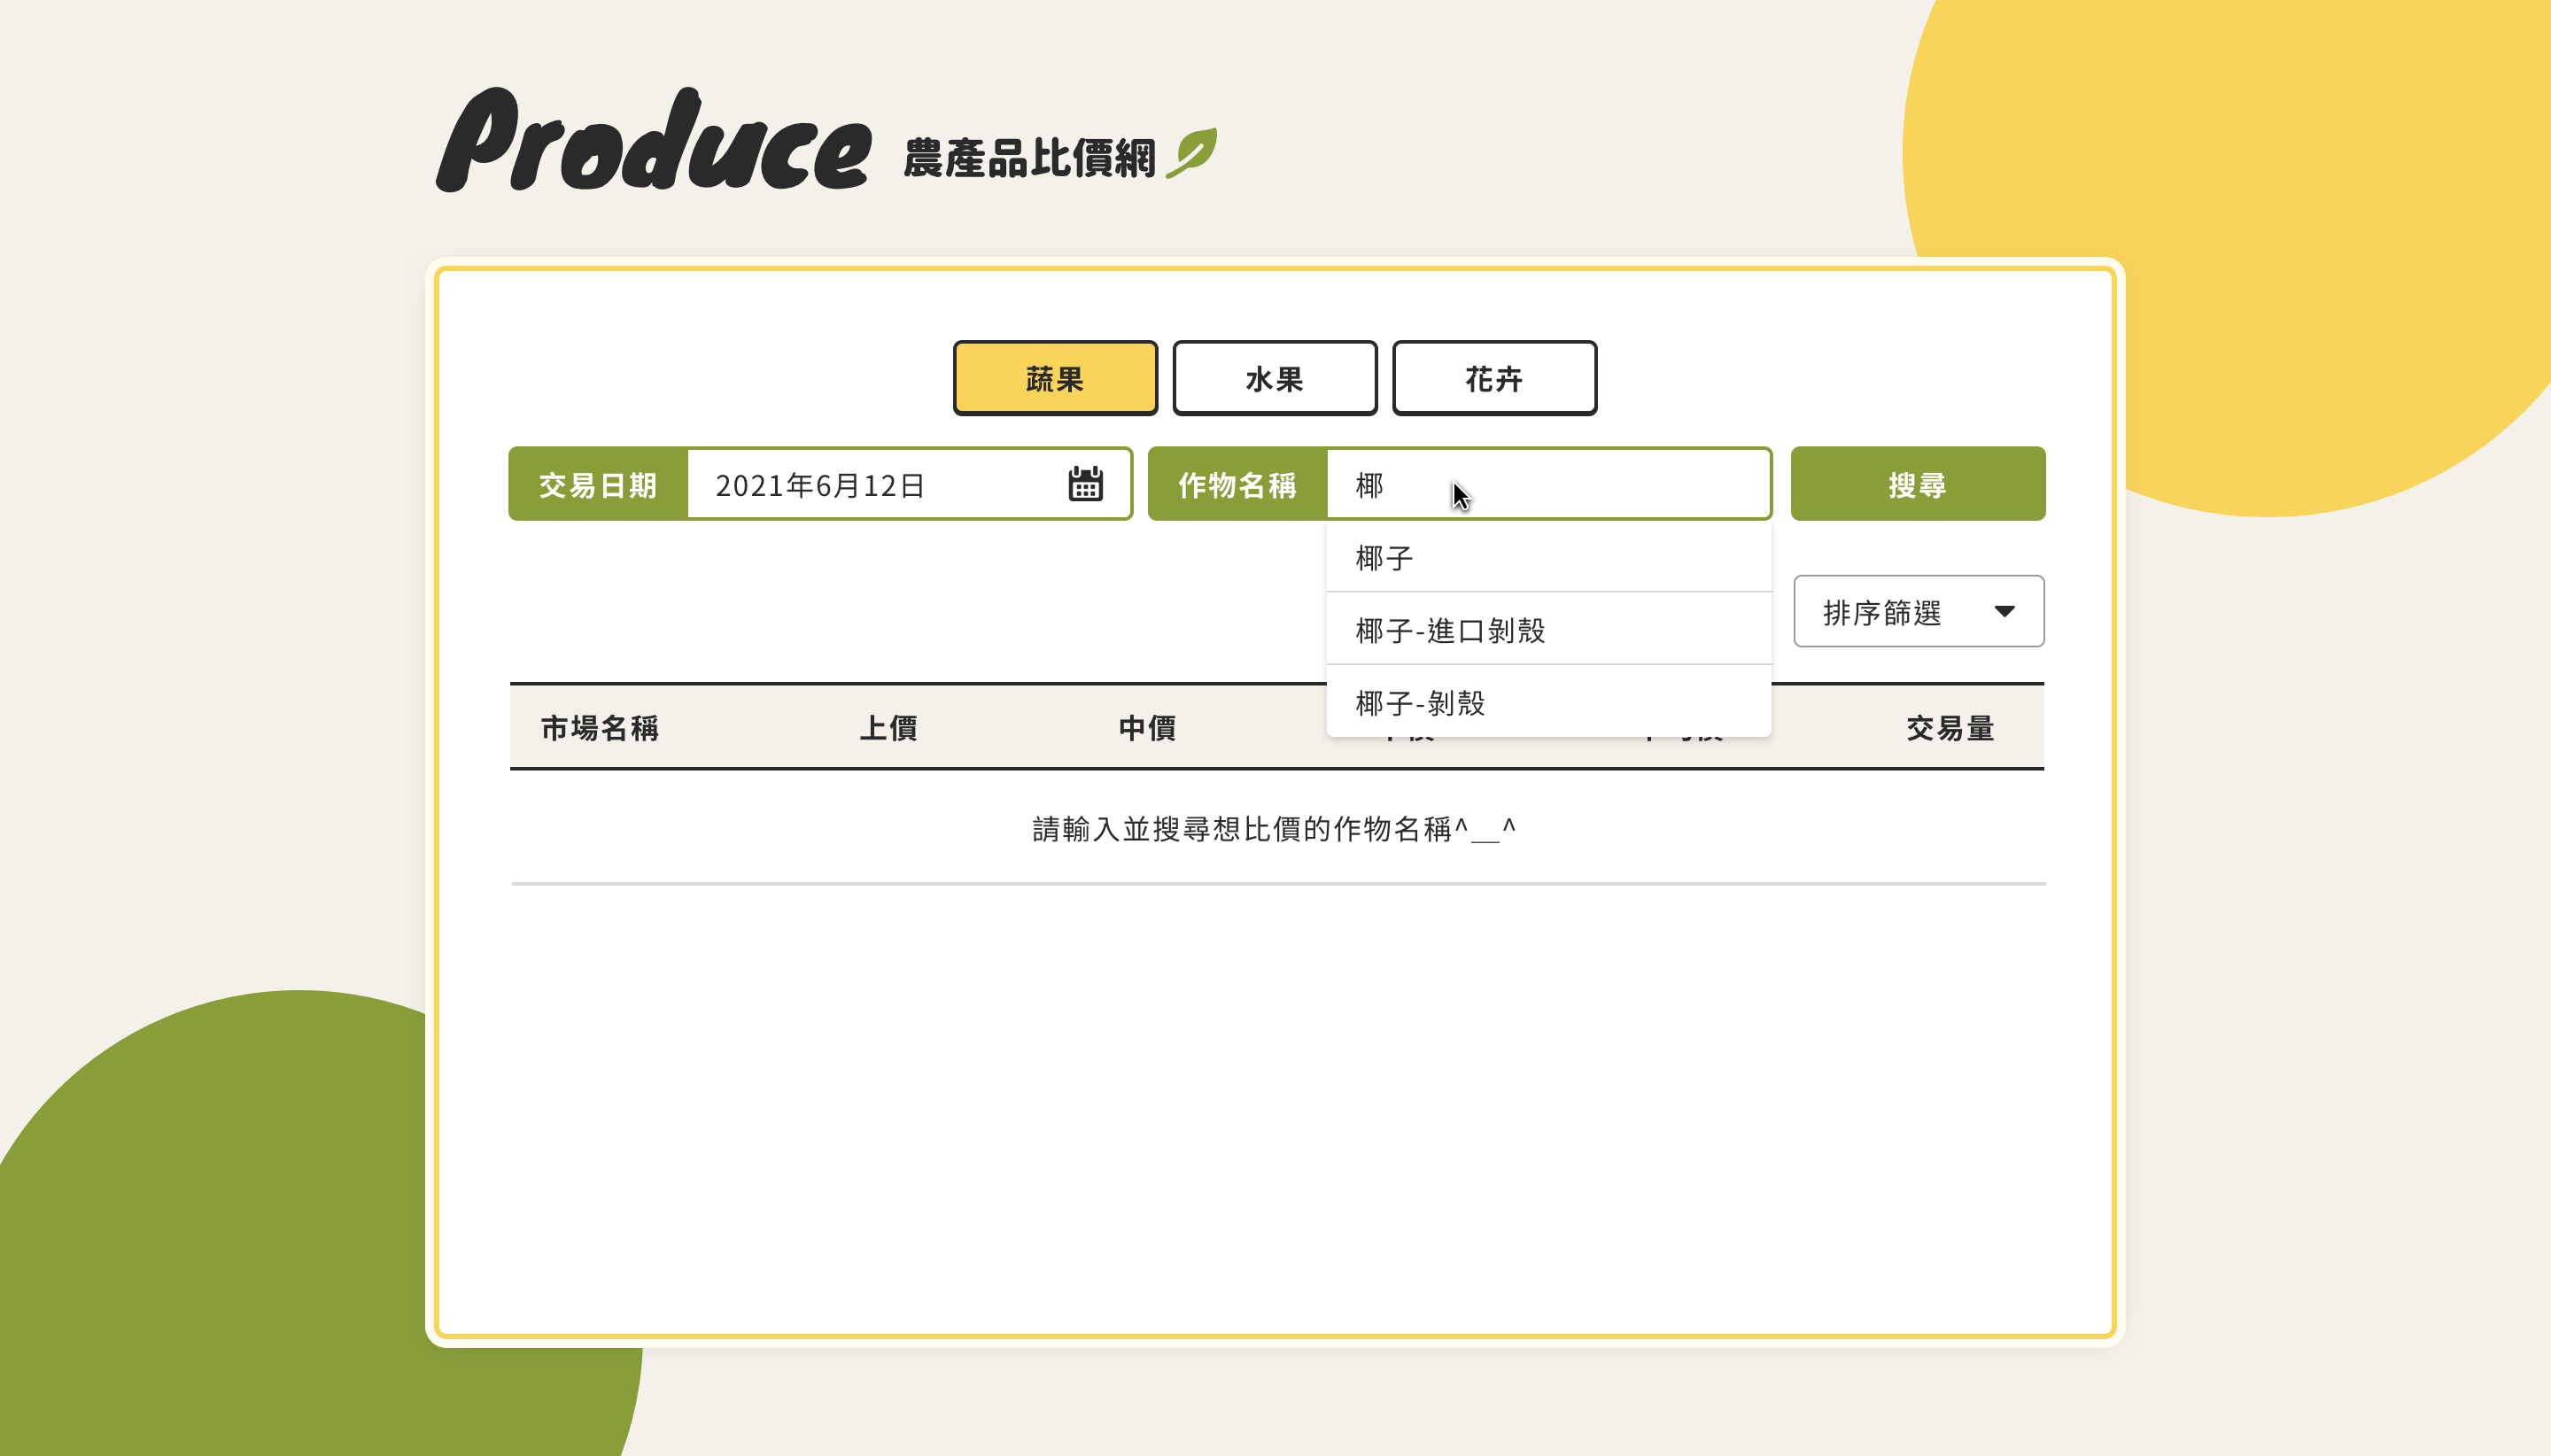 Produce 農產品比價網
蔬果 水果 花卉
交易日期 2021年6月12日 作物名稱 椰 搜尋
椰子
椰子-進口剝殼
椰子-剝殼
排序篩選
市場名稱 上價 中價 交易量
請輸入並搜尋想比價的作物名稱^__^